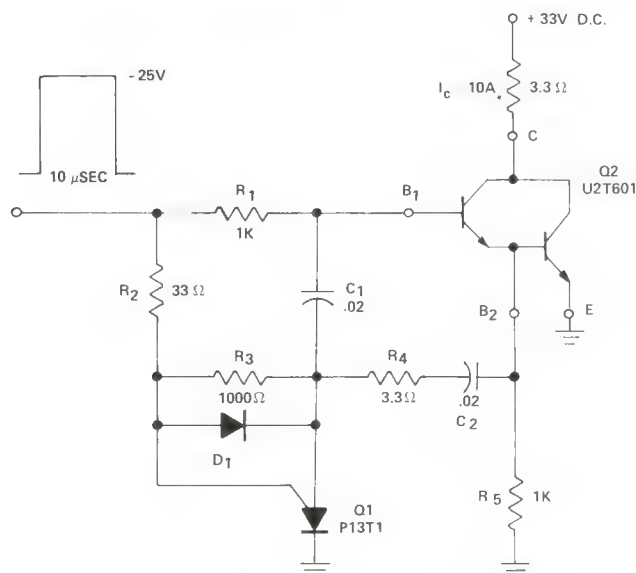 + 33V D.C.
- 25V
I_c 10A. 3.3 Ω
C
10 μSEC
Q2
U2T601
R1
1K
B1
R2 33 Ω
C1
.02
B2
E
R3
1000Ω
R4
3.3Ω
.02
C2
D1
Q1
P13T1
R5 1K